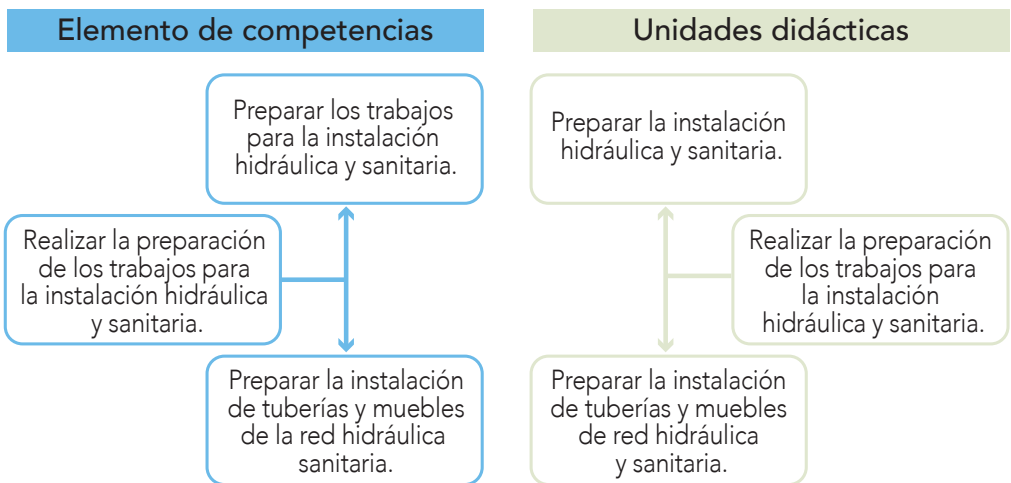 Elemento de competencias
Preparar los trabajos
para la instalación
hidráulica y sanitaria.
Realizar la preparación
de los trabajos para
la instalación hidráulica
y sanitaria.
Preparar la instalación
de tuberías y muebles
de la red hidráulica
sanitaria.
Unidades didácticas
Preparar la instalación
hidráulica y sanitaria.
Realizar la preparación
de los trabajos para
la instalación
hidráulica y sanitaria.
Preparar la instalación
de tuberías y muebles
de red hidráulica
y sanitaria.